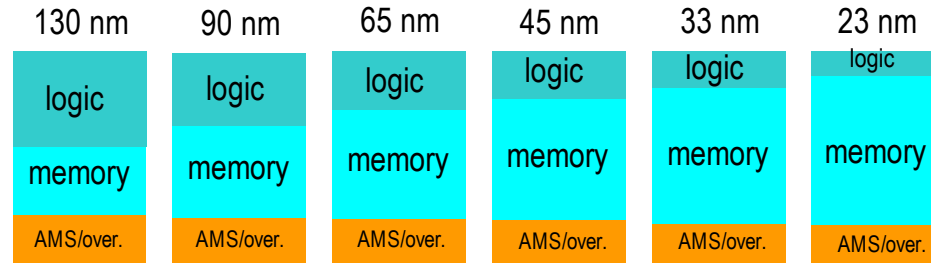 130 nm 90 nm 65 nm 45 nm 33 nm 23 nm
logic logic logic logic logic logic
memory memory memory memory memory memory
AMS/over. AMS/over. AMS/over. AMS/over. AMS/over. AMS/over.